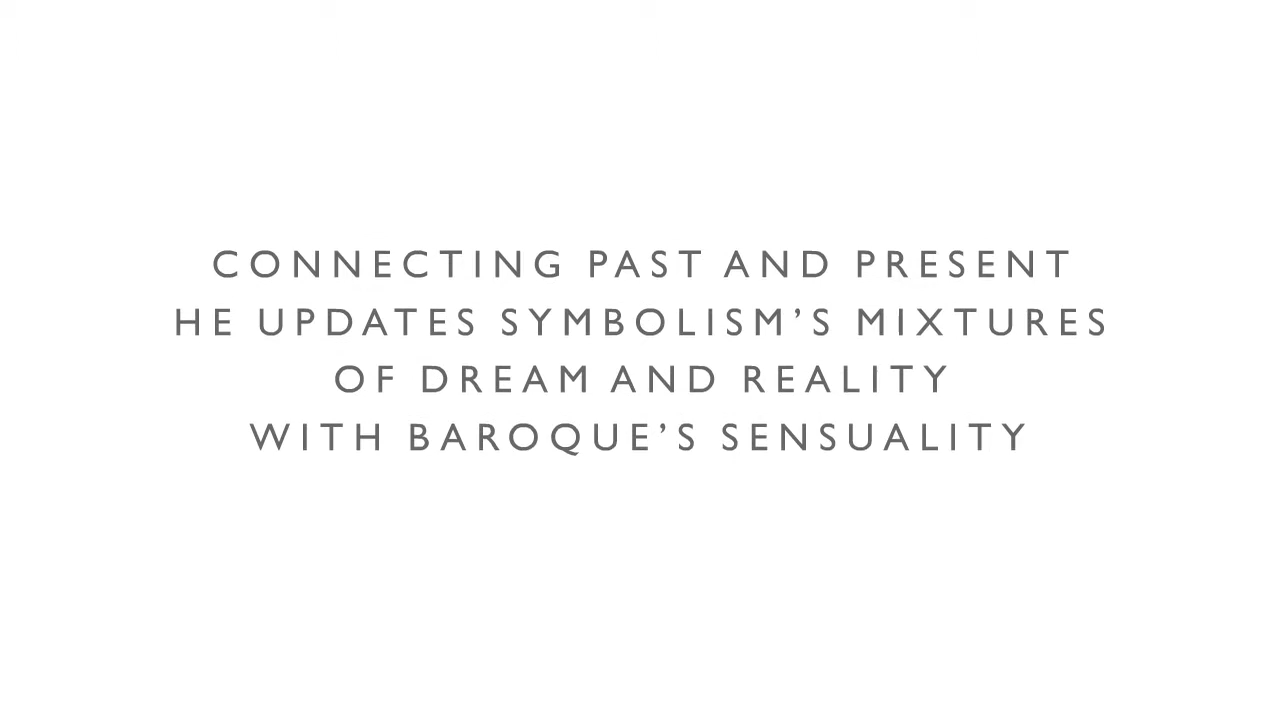 CONNECTING PAST AND PRESENT
HE UPDATES SYMBOLISM’S MIXTURES
OF DREAM AND REALITY
WITH BAROQUE’S SENSUALITY